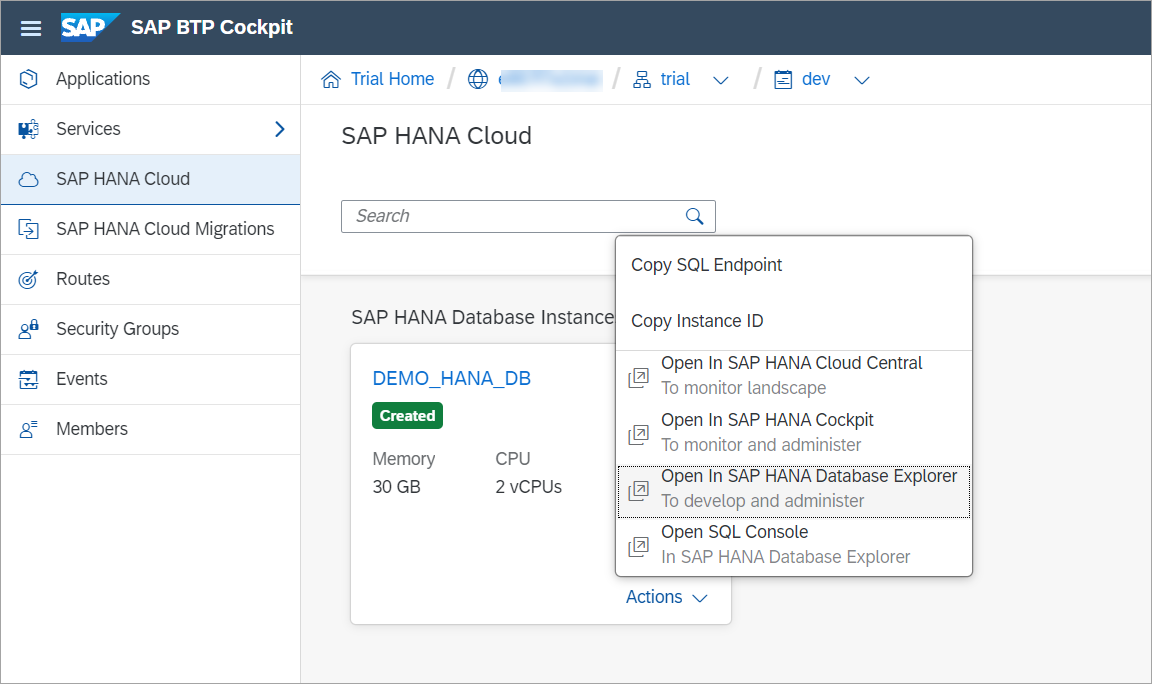 SAP SAP BTP Cockpit
Applications
Services
SAP HANA Cloud
SAP HANA Cloud Migrations
Routes
Security Groups
Events
Members
Trial Home / / trial / dev
SAP HANA Cloud
Search
SAP HANA Database Instance
DEMO_HANA_DB
Created
Memory CPU
30 GB 2 vCPUs
Actions
Copy SQL Endpoint
Copy Instance ID
Open In SAP HANA Cloud Central
To monitor landscape
Open In SAP HANA Cockpit
To monitor and administer
Open In SAP HANA Database Explorer
To develop and administer
Open SQL Console
In SAP HANA Database Explorer